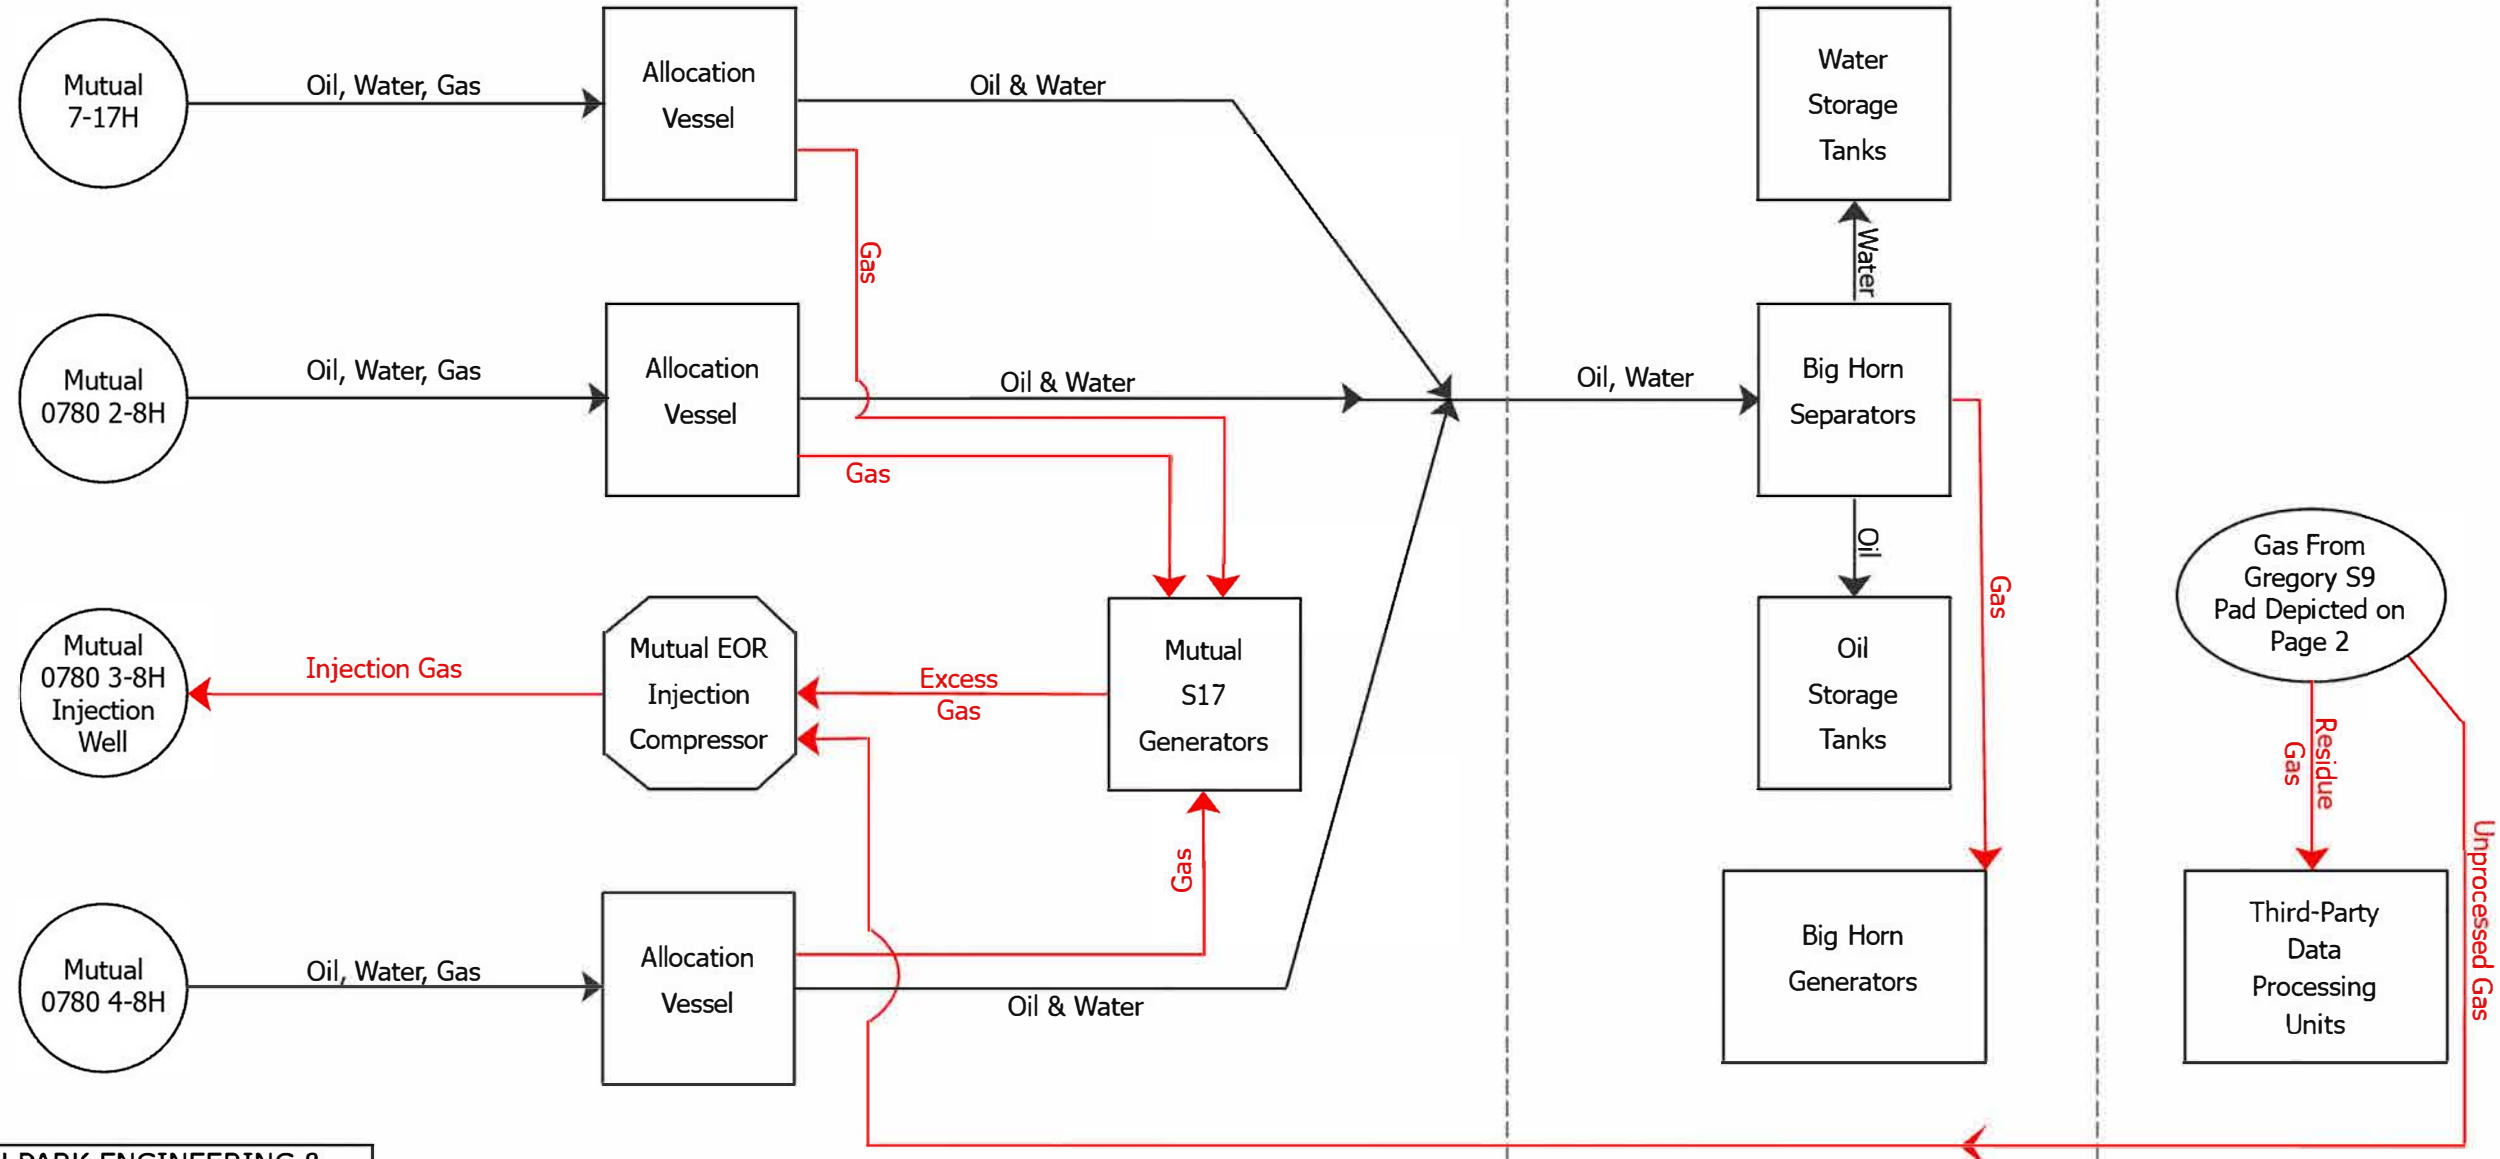 Mutual
7-17H
Oil, Water, Gas
Allocation
Vessel
Oil & Water
Gas
Water
Storage
Tanks
Water
Mutual
0780 2-8H
Oil, Water, Gas
Allocation
Vessel
Oil & Water
Gas
Oil, Water
Big Horn
Separators
Oil
Gas
Gas From
Gregory S9
Pad Depicted on
Page 2
Mutual
0780 3-8H
Injection
Well
Injection Gas
Mutual EOR
Injection
Compressor
Excess
Gas
Mutual
S17
Generators
Oil
Storage
Tanks
Residue
Gas
Unprocessed Gas
Mutual
0780 4-8H
Oil, Water, Gas
Allocation
Vessel
Gas
Oil & Water
Big Horn
Generators
Third-Party
Data
Processing
Units
PARK ENGINEERING &